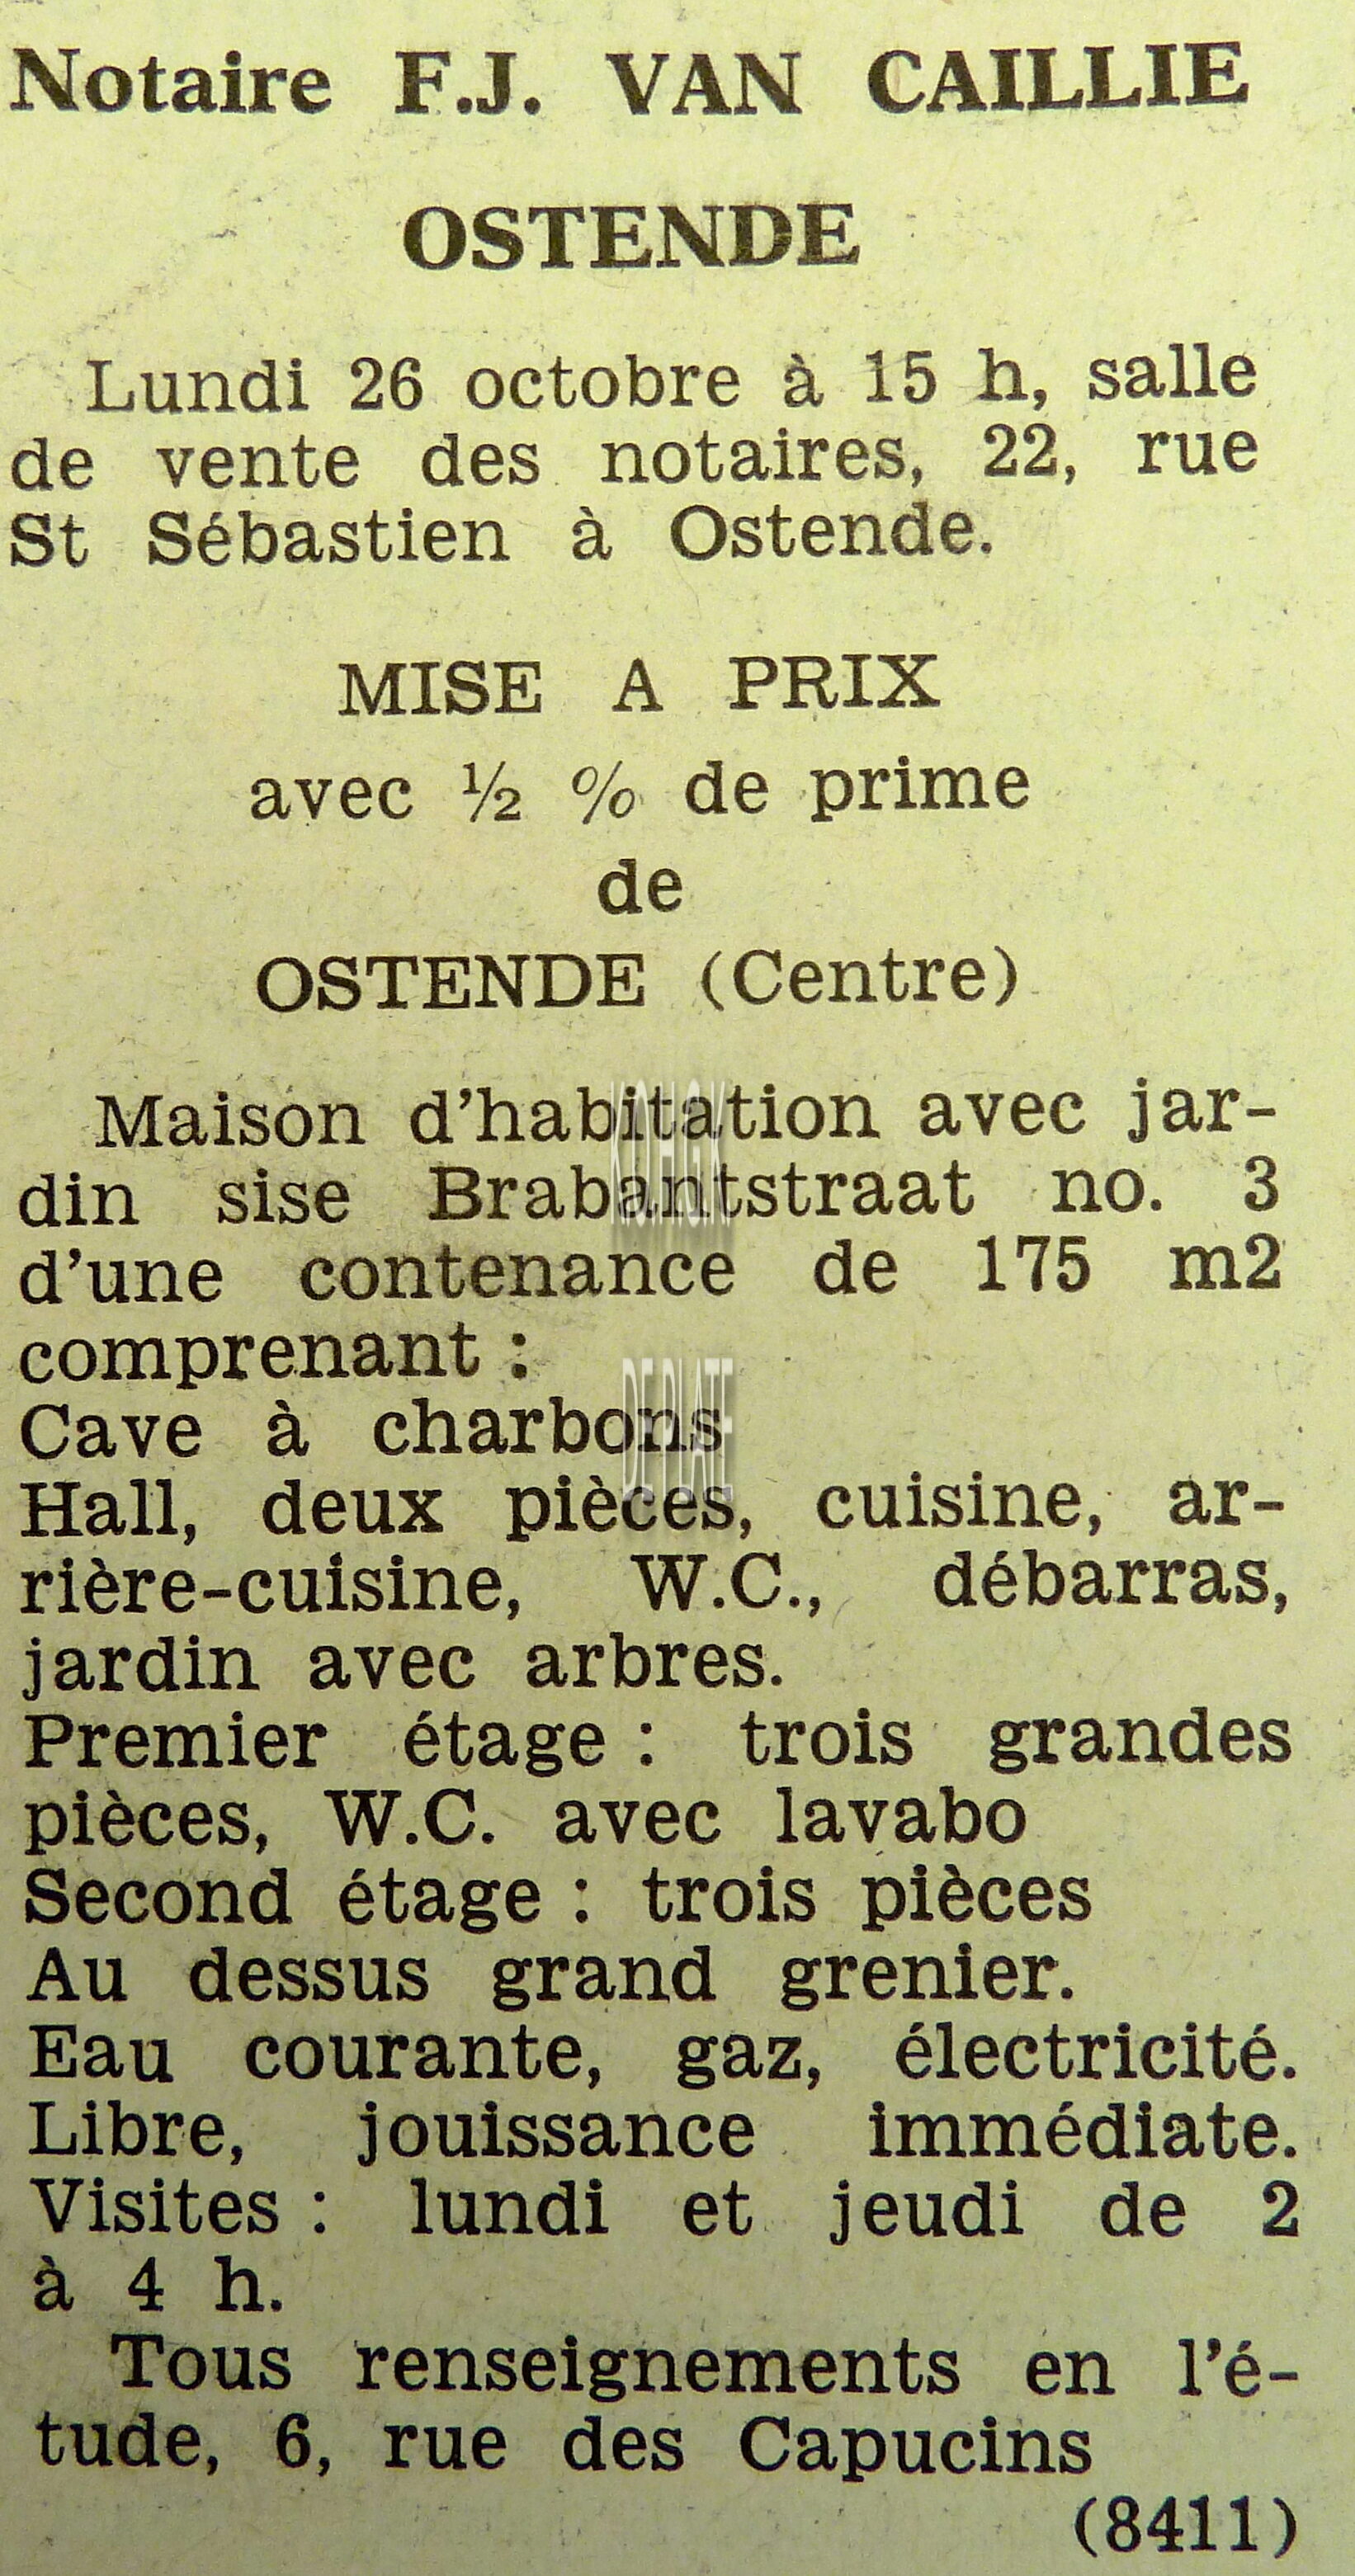 Notaire F.J. VAN CAILLIE
OSTENDE
Lundi 26 octobre à 15 h, salle
de vente des notaires, 22, rue
St Sébastien à Ostende.
MISE A PRIX
avec ½ % de prime
de
OSTENDE (Centre)
Maison d'habitation avec jar-
din sise Brabantstraat no. 3
d'une contenance de 175 m2
comprenant :
Cave à charbons
Hall, deux pièces, cuisine, ar-
rière-cuisine, W.C., débarras,
jardin avec arbres.
Premier étage : trois grandes
pièces, W.C. avec lavabo
Second étage : trois pièces
Au dessus grand grenier.
Eau courante, gaz, électricité.
Libre, jouissance immédiate.
Visites : lundi et jeudi de 2
à 4 h.
Tous renseignements en l'é-
tude, 6, rue des Capucins
(8411)
DE PLATE